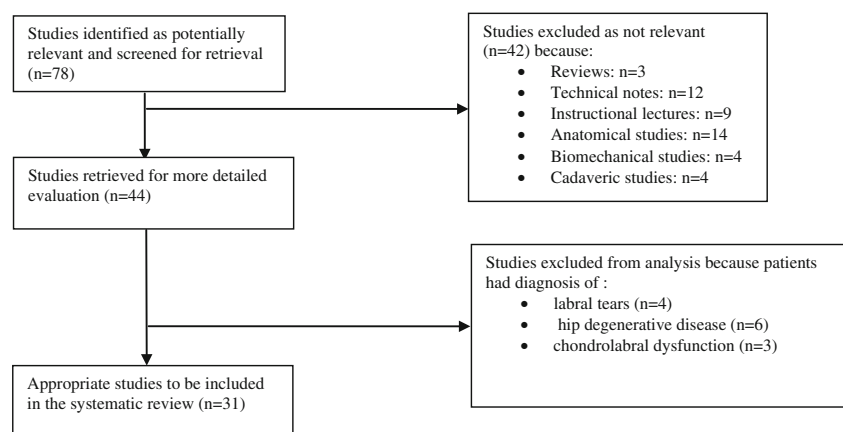 Studies identified as potentially
relevant and screened for retrieval
(n=78)
Studies excluded as not relevant
(n=42) because:
• Reviews: n=3
• Technical notes: n=12
• Instructional lectures: n=9
• Anatomical studies: n=14
• Biomechanical studies: n=4
• Cadaveric studies: n=4
Studies retrieved for more detailed
evaluation (n=44)
Studies excluded from analysis because patients
had diagnosis of :
• labral tears (n=4)
• hip degenerative disease (n=6)
• chondrolabral dysfunction (n=3)
Appropriate studies to be included
in the systematic review (n=31)